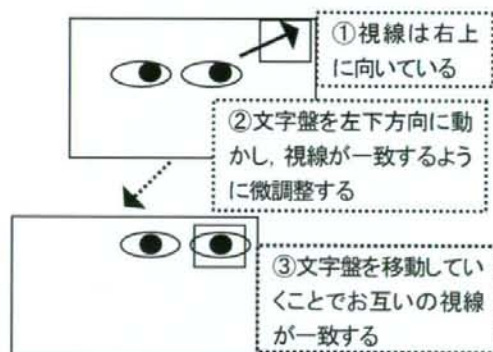 ①視線は右上
に向いている
②文字盤を左下方向に動
かし，視線が一致するよう
に微調整する
③文字盤を移動してい
くことでお互いの視線
が一致する